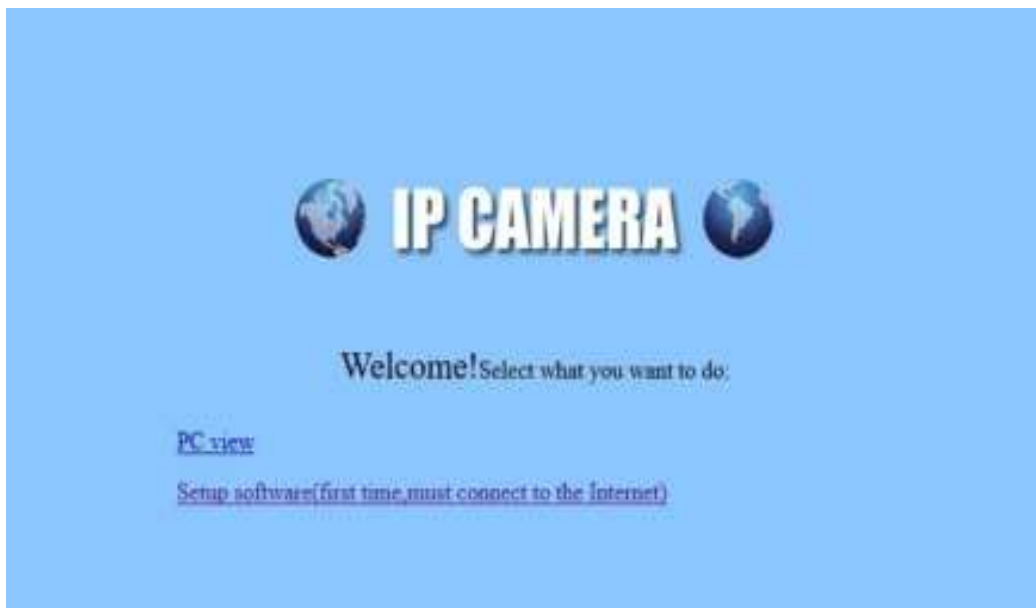 IP CAMERA
Welcome!Select what you want to do:
PC view
Setup software(first time,must connect to the Internet)